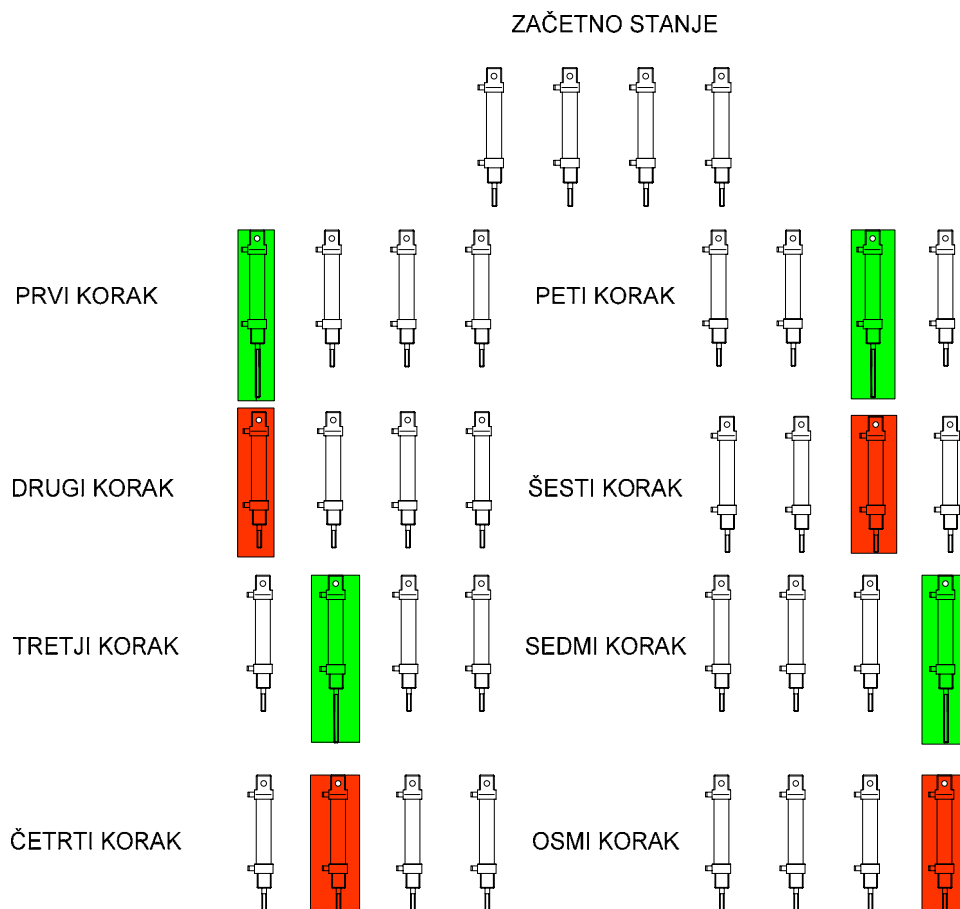 ZAČETNO STANJE
PRVI KORAK
PETI KORAK
DRUGI KORAK
ŠESTI KORAK
TRETJI KORAK
SEDMI KORAK
ČETRTI KORAK
OSMI KORAK